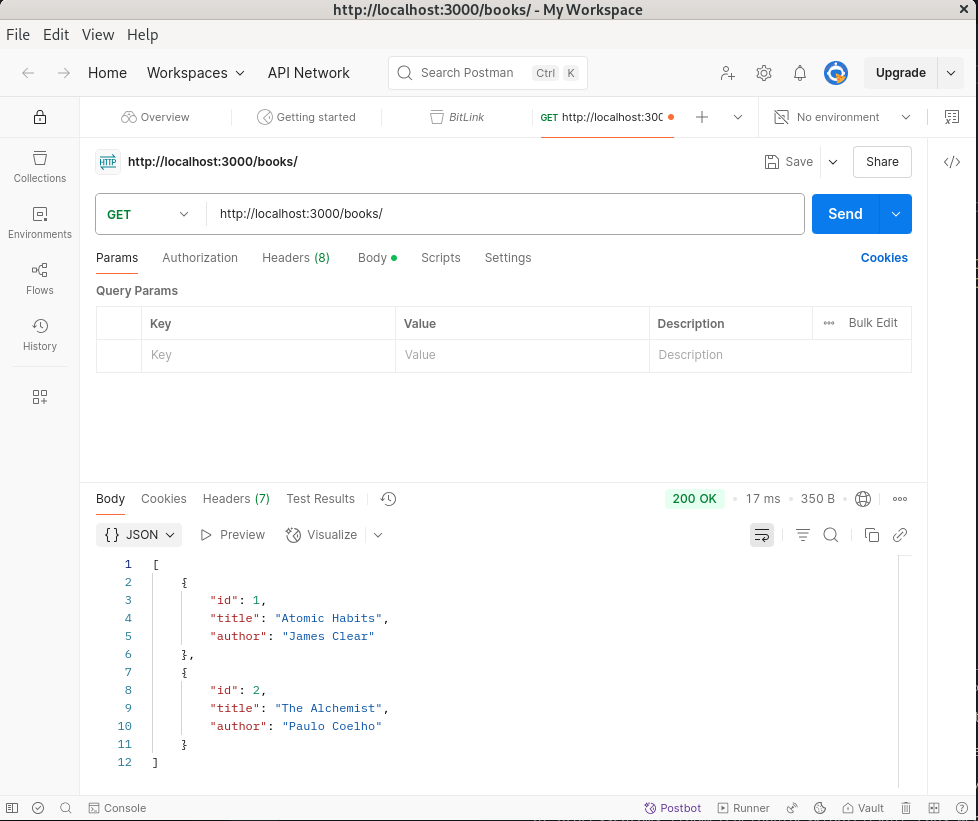 http://localhost:3000/books/ - My Workspace
File Edit View Help
Home Workspaces API Network Search Postman Ctrl K Upgrade
Overview Getting started BitLink GET http://localhost:300 No environment
HTTP http://localhost:3000/books/ Save Share
Collections
GET http://localhost:3000/books/ Send
Environments
Params Authorization Headers (8) Body Scripts Settings Cookies
Flows
Query Params
Key Value Description Bulk Edit
History
Key Value Description
Body Cookies Headers (7) Test Results 200 OK 17 ms 350 B
{} JSON Preview Visualize
1 [
2 {
3 "id": 1,
4 "title": "Atomic Habits",
5 "author": "James Clear"
6 },
7 {
8 "id": 2,
9 "title": "The Alchemist",
10 "author": "Paulo Coelho"
11 }
12 ]
Console Postbot Runner Vault